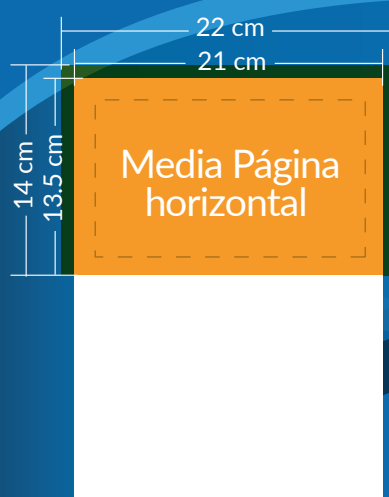 22 cm
21 cm
14 cm
13.5 cm
Media Página
horizontal